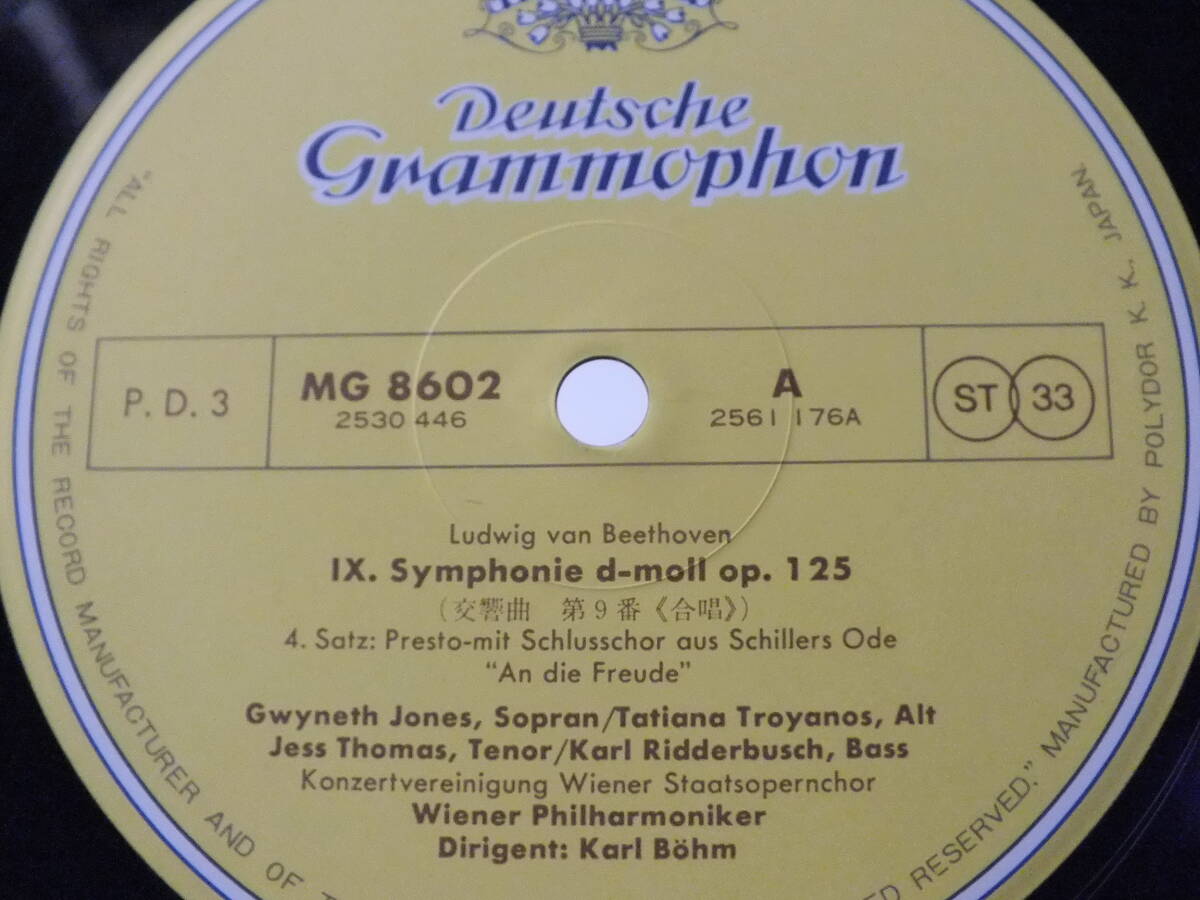 Deutsche
Grammophon
P. D. 3
MG 8602
2530 446
A
2561 176A
ST 33
Ludwig van Beethoven
IX. Symphonie d-moll op. 125
(交響曲 第9番《合唱》)
4. Satz: Presto-mit Schlusschor aus Schillers Ode
“An die Freude”
Gwyneth Jones, Sopran/Tatiana Troyanos, Alt
Jess Thomas, Tenor/Karl Ridderbusch, Bass
Konzertvereinigung Wiener Staatsopernchor
Wiener Philharmoniker
Dirigent: Karl Böhm
“ALL RIGHTS OF THE RECORD MANUFACTURER AND OF
RESERVED.” MANUFACTURED BY POLYDOR K. K., JAPAN.